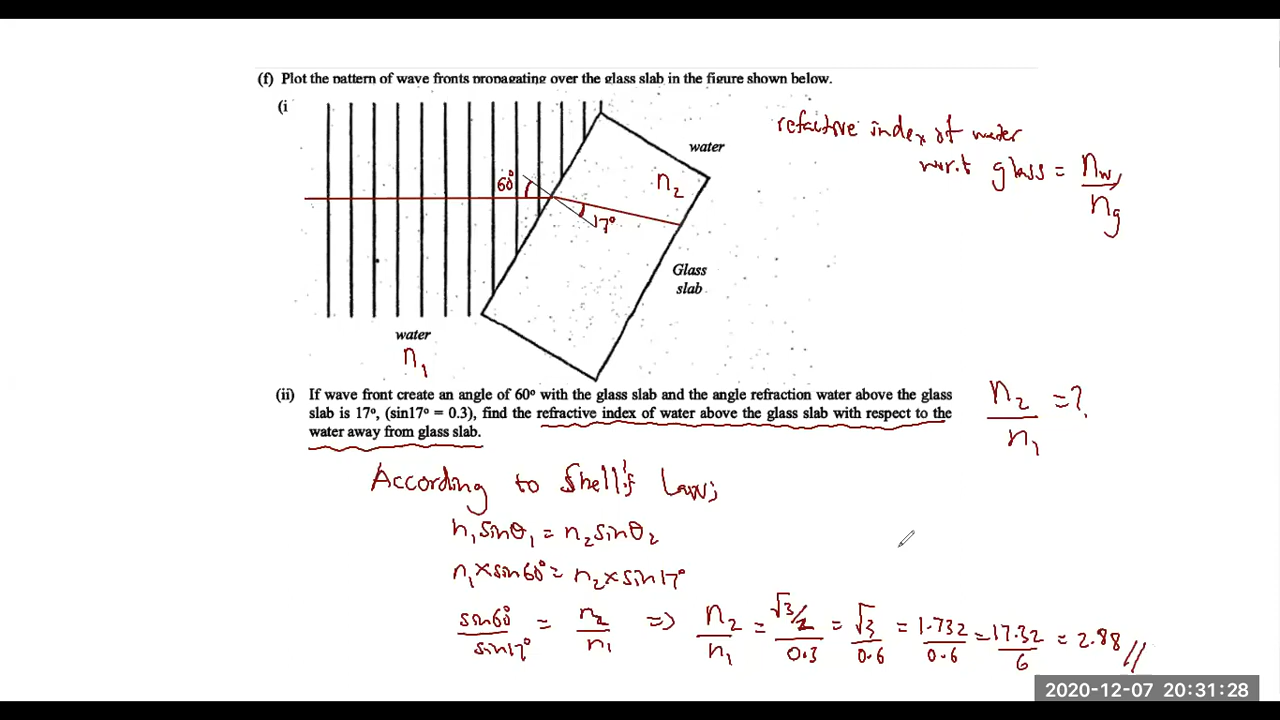 (f) Plot the pattern of wave fronts propagating over the glass slab in the figure shown below.
(i
refactive index of water
w.r.t glass = nw/ng
water
60°
n2
17°
Glass
slab
water
n1
(ii) If wave front create an angle of 60° with the glass slab and the angle refraction water above the glass
slab is 17°, (sin17° = 0.3), find the refractive index of water above the glass slab with respect to the
water away from glass slab.
n2/n1 = ?.
According to Snell's Law;
n1 sinθ1 = n2 sinθ2
n1 × sin60° = n2 × sin17°
sin60°/sin17° = n2/n1 => n2/n1 = √3/2/0.3 = √3/0.6 = 1.732/0.6 = 17.32/6 = 2.88//
2020-12-07 20:31:28